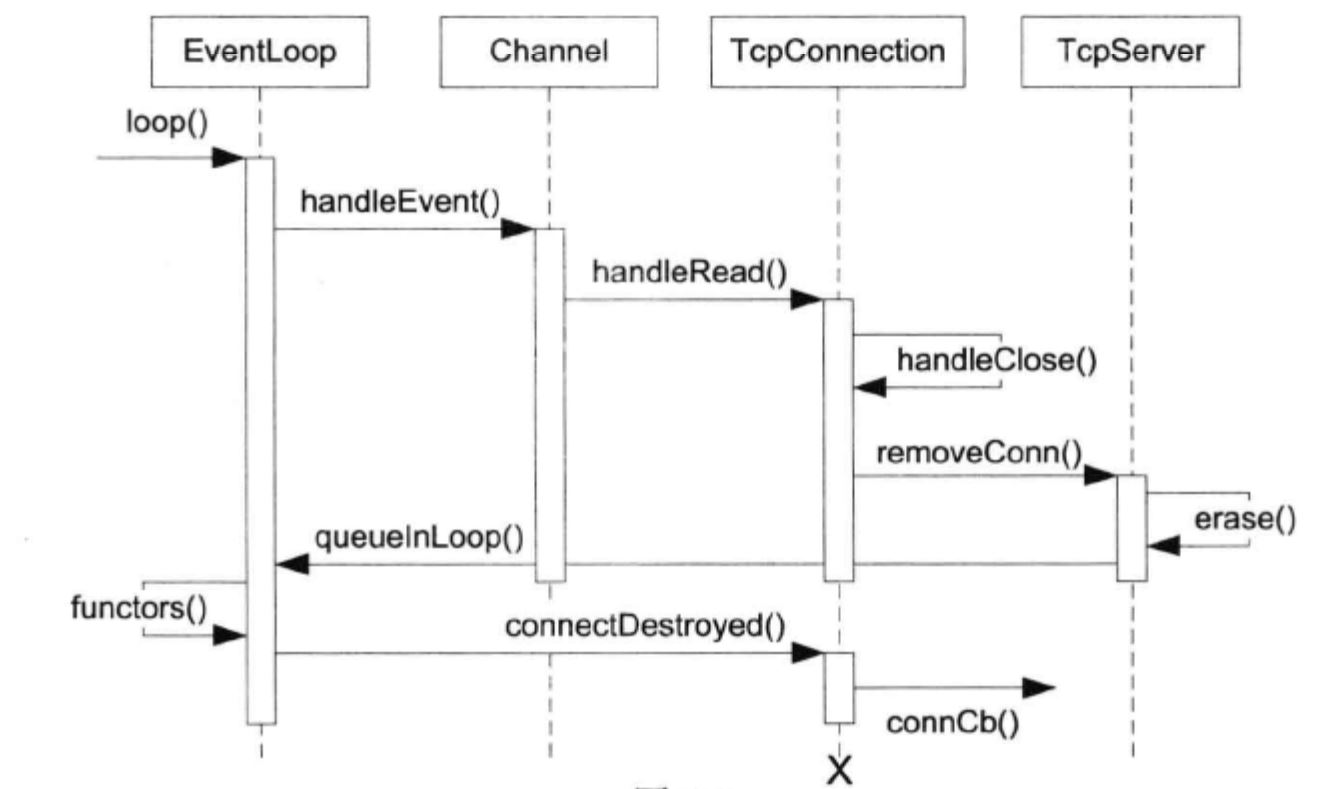 EventLoop
Channel
TcpConnection
TcpServer
loop()
handleEvent()
handleRead()
handleClose()
removeConn()
erase()
queueInLoop()
functors()
connectDestroyed()
connCb()
X